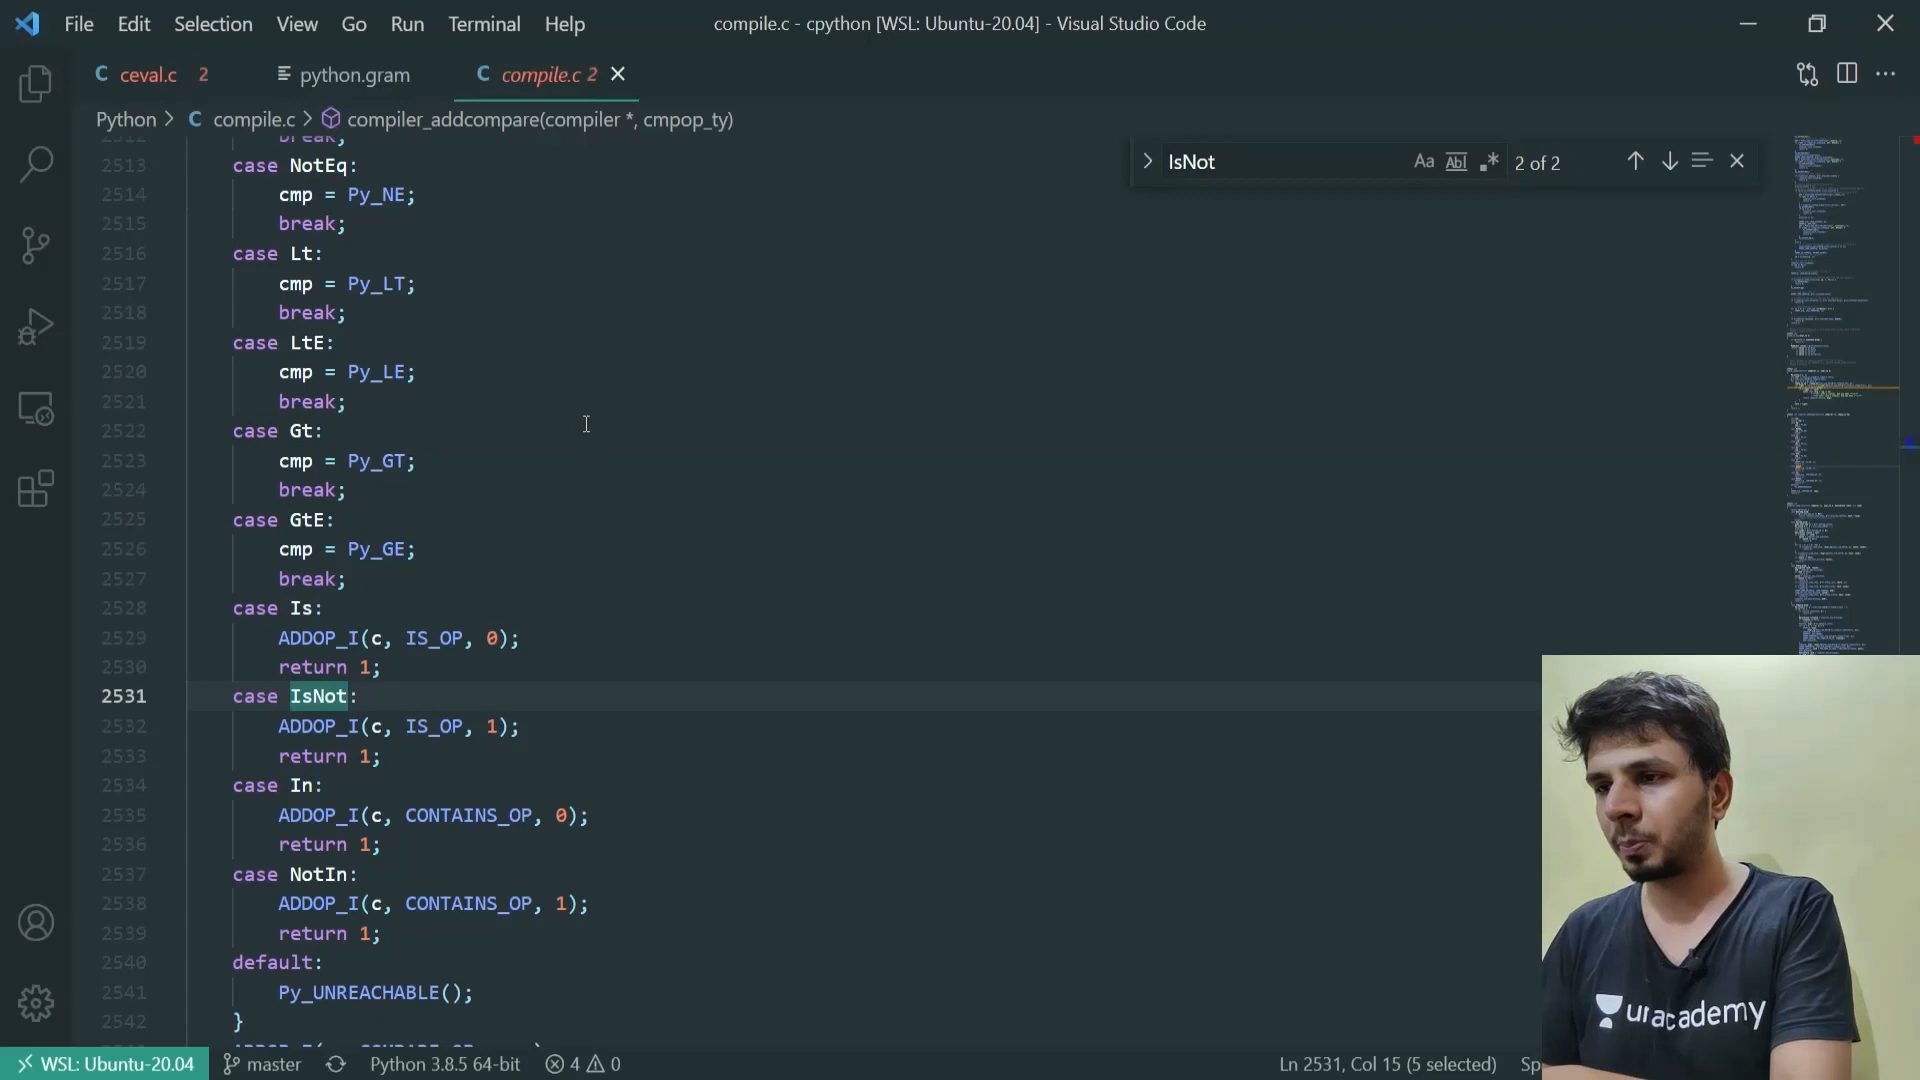 File Edit Selection View Go Run Terminal Help
compile.c - cpython [WSL: Ubuntu-20.04] - Visual Studio Code
ceval.c 2
python.gram
compile.c 2
Python > compile.c > compiler_addcompare(compiler *, cmpop_ty)
IsNot
2 of 2
2512 break;
2513 case NotEq:
2514 cmp = Py_NE;
2515 break;
2516 case Lt:
2517 cmp = Py_LT;
2518 break;
2519 case LtE:
2520 cmp = Py_LE;
2521 break;
2522 case Gt:
2523 cmp = Py_GT;
2524 break;
2525 case GtE:
2526 cmp = Py_GE;
2527 break;
2528 case Is:
2529 ADDOP_I(c, IS_OP, 0);
2530 return 1;
2531 case IsNot:
2532 ADDOP_I(c, IS_OP, 1);
2533 return 1;
2534 case In:
2535 ADDOP_I(c, CONTAINS_OP, 0);
2536 return 1;
2537 case NotIn:
2538 ADDOP_I(c, CONTAINS_OP, 1);
2539 return 1;
2540 default:
2541 Py_UNREACHABLE();
2542 }
WSL: Ubuntu-20.04 master Python 3.8.5 64-bit 4 0 Ln 2531, Col 15 (5 selected) Sp
uracademy